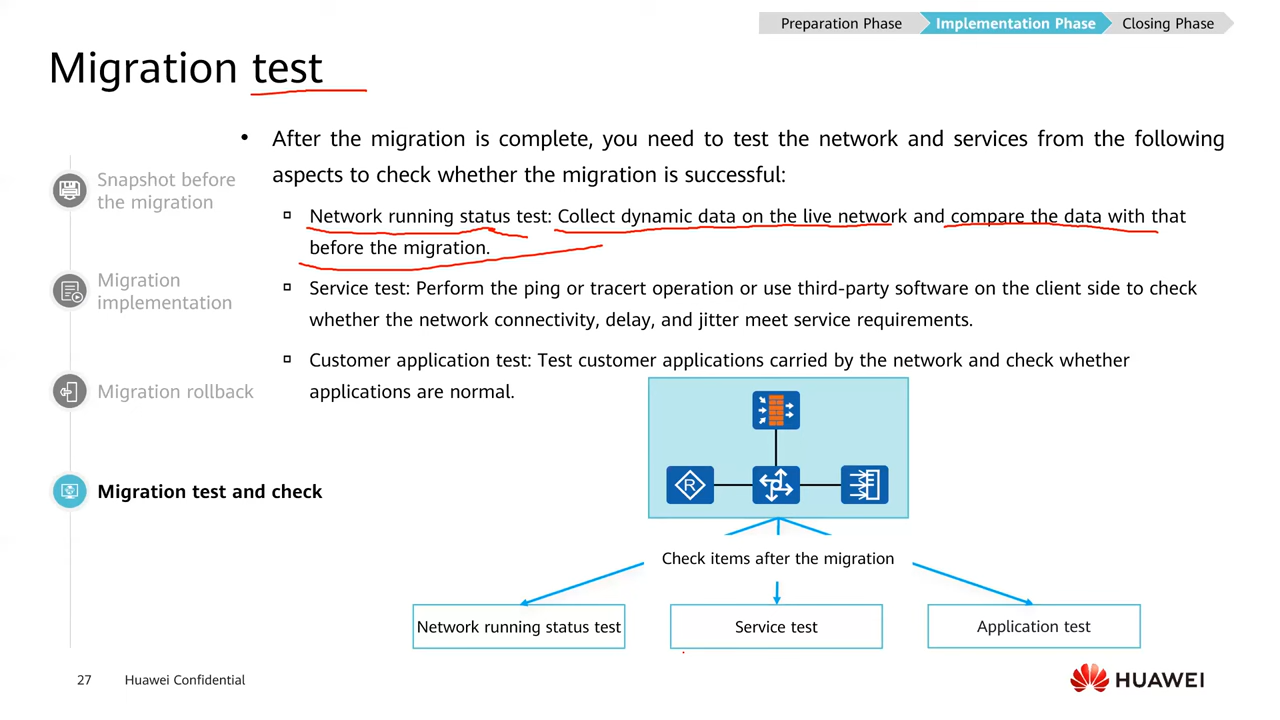 Preparation Phase
Implementation Phase
Closing Phase
Migration test
• After the migration is complete, you need to test the network and services from the following
aspects to check whether the migration is successful:
Network running status test: Collect dynamic data on the live network and compare the data with that
before the migration.
Service test: Perform the ping or tracert operation or use third-party software on the client side to check
whether the network connectivity, delay, and jitter meet service requirements.
Customer application test: Test customer applications carried by the network and check whether
applications are normal.
Snapshot before
the migration
Migration
implementation
Migration rollback
Migration test and check
R
Check items after the migration
Network running status test
Service test
Application test
27
Huawei Confidential
HUAWEI